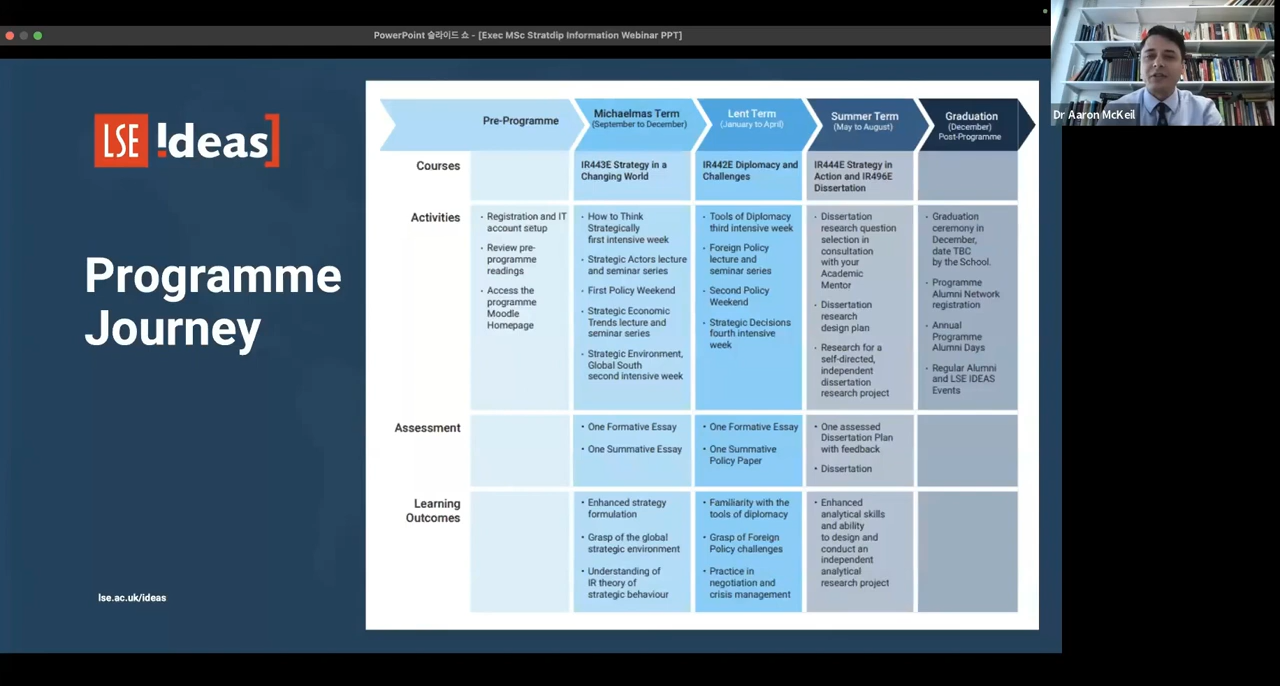 PowerPoint 슬라이드 쇼 - [Exec MSc Stratdip Information Webinar PPT]
Dr Aaron McKeil
LSE Ideas
Programme
Journey
lse.ac.uk/ideas
Pre-Programme
Michaelmas Term
(September to December)
Lent Term
(January to April)
Summer Term
(May to August)
Graduation
(December)
Post-Programme
Courses
IR443E Strategy in a
Changing World
IR442E Diplomacy and
Challenges
IR444E Strategy in
Action and IR496E
Dissertation
Activities
· Registration and IT
account setup
· Review pre-
programme
readings
· Access the
programme
Moodle
Homepage
· How to Think
Strategically
first intensive week
· Strategic Actors lecture
and seminar series
· First Policy Weekend
· Strategic Economic
Trends lecture and
seminar series
· Strategic Environment,
Global South
second intensive week
· Tools of Diplomacy
third intensive week
· Foreign Policy
lecture and
seminar series
· Second Policy
Weekend
· Strategic Decisions
fourth intensive
week
· Dissertation
research question
selection in
consultation
with your
Academic
Mentor
· Dissertation
research
design plan
· Research for a
self-directed,
independent
dissertation
research project
· Graduation
ceremony in
December,
date TBC
by the School.
· Programme
Alumni Network
registration
· Annual
Programme
Alumni Days
· Regular Alumni
and LSE IDEAS
Events
Assessment
· One Formative Essay
· One Summative Essay
· One Formative Essay
· One Summative
Policy Paper
· One assessed
Dissertation Plan
with feedback
· Dissertation
Learning
Outcomes
· Enhanced strategy
formulation
· Grasp of the global
strategic environment
· Understanding of
IR theory of
strategic behaviour
· Familiarity with the
tools of diplomacy
· Grasp of Foreign
Policy challenges
· Practice in
negotiation and
crisis management
· Enhanced
analytical skills
and ability
to design and
conduct an
independent
analytical
research project